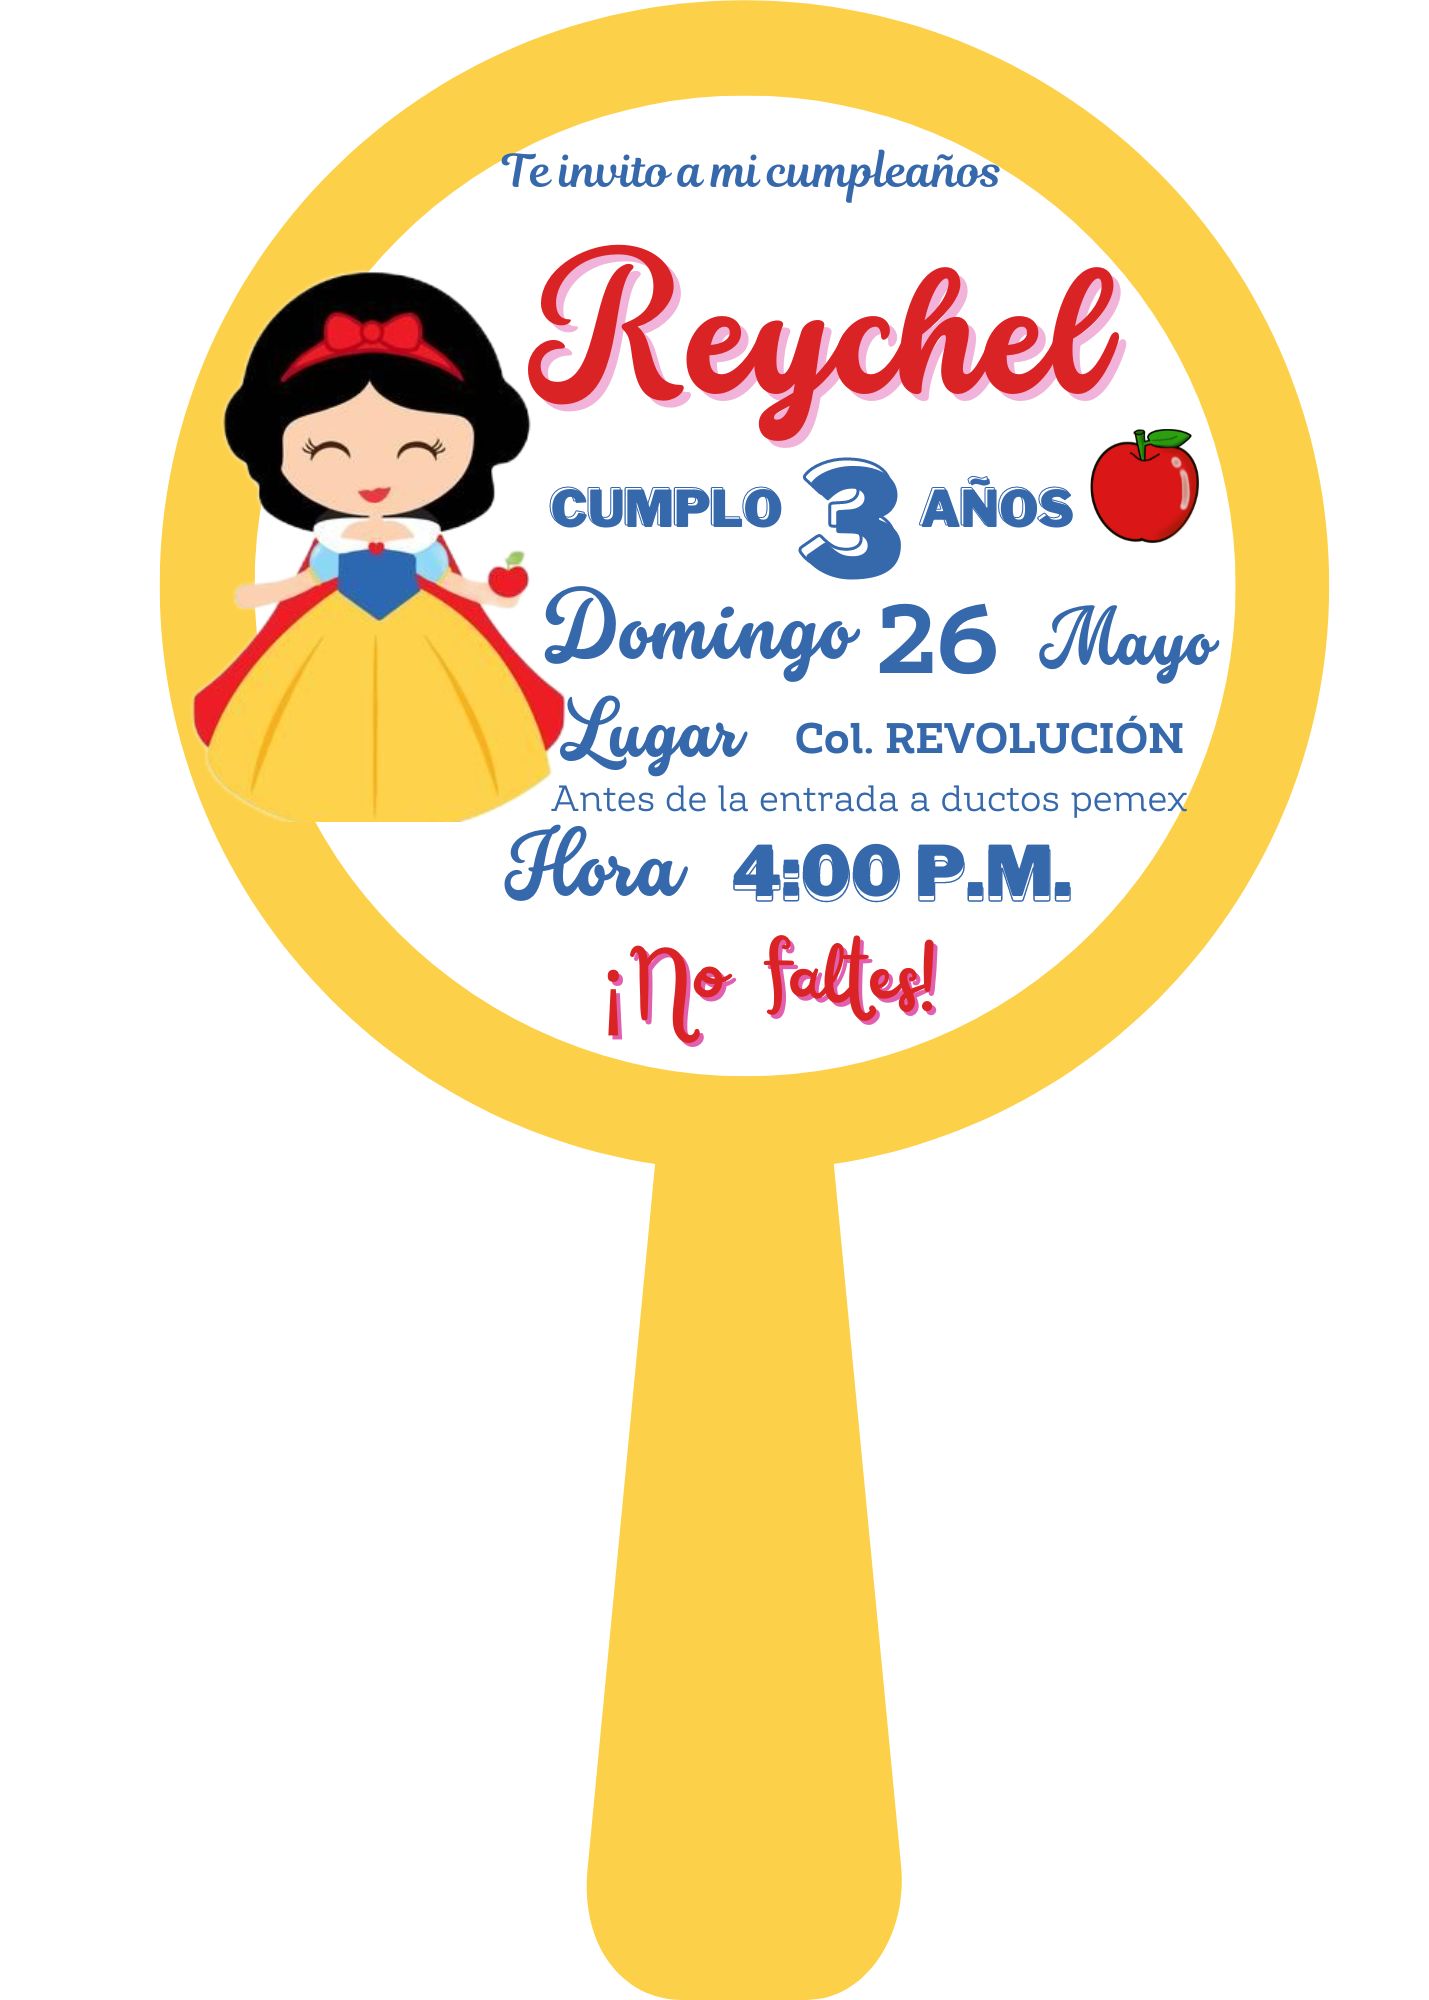 Te invito a mi cumpleaños
Reychel
CUMPLO 3 AÑOS
Domingo 26 Mayo
Lugar Col. REVOLUCIÓN
Antes de la entrada a ductos pemex
Hora 4:00 P.M.
¡No faltes!